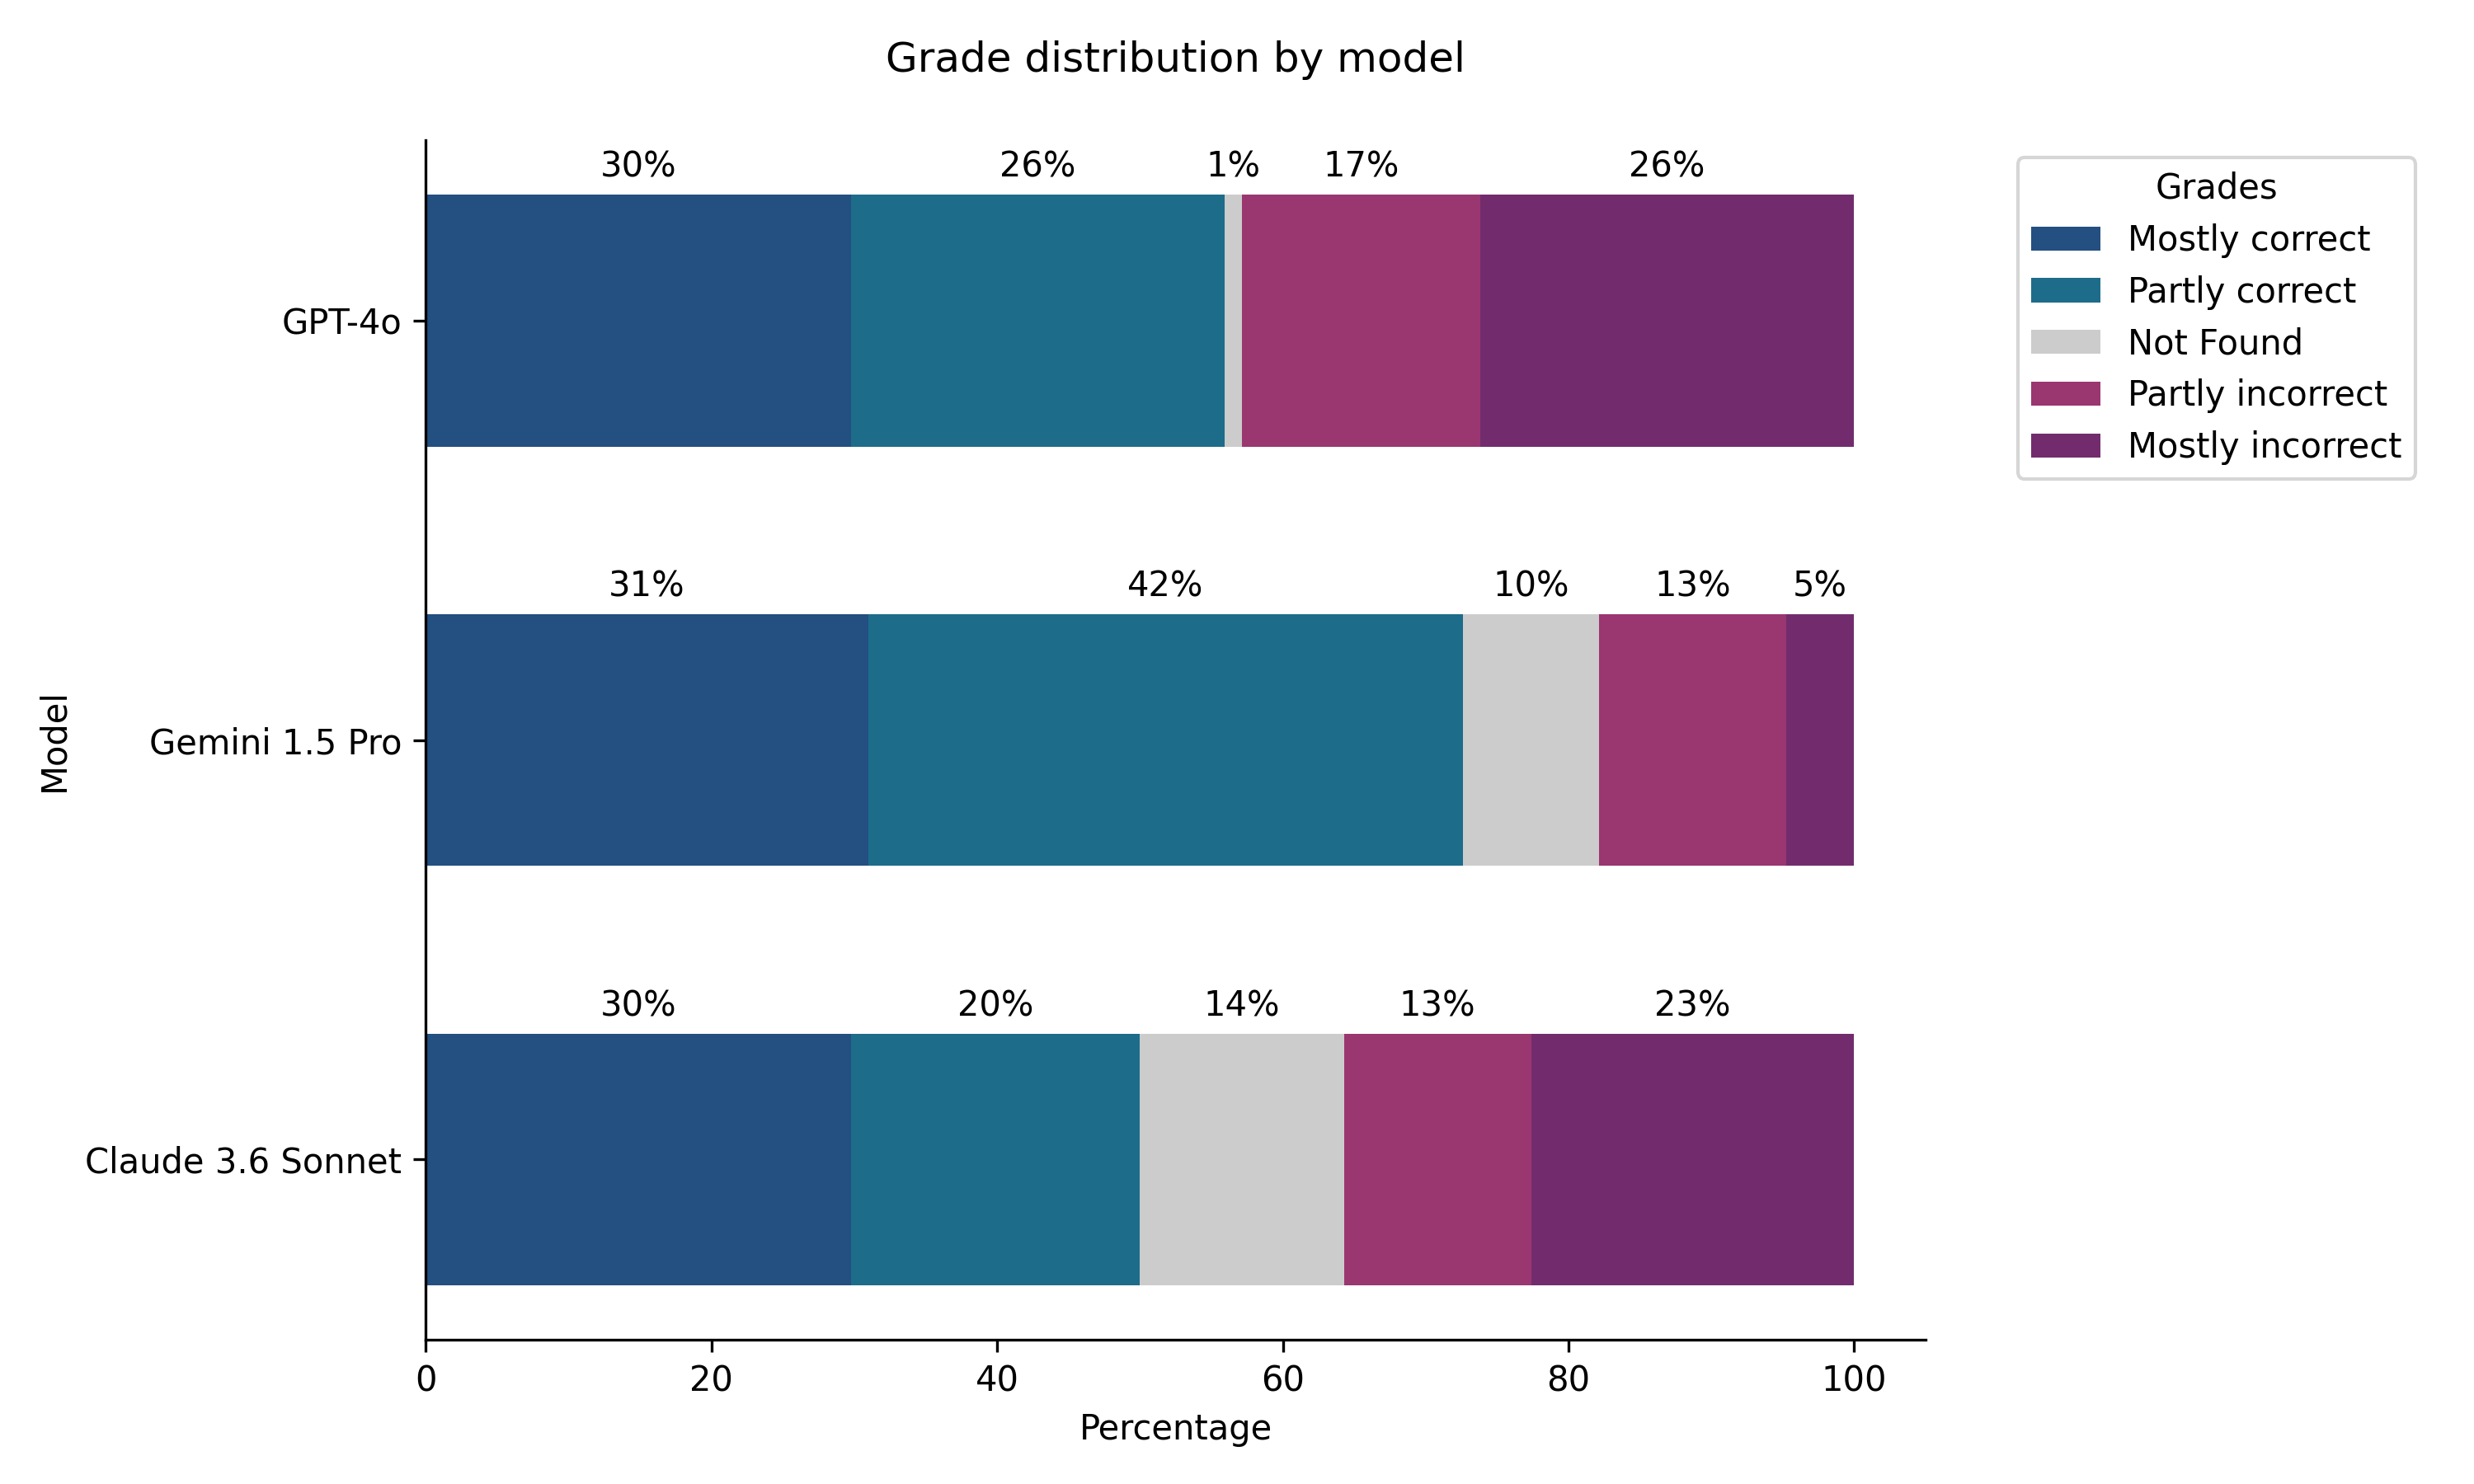 Grade distribution by model
30% 26% 1% 17% 26%
GPT-4o
31% 42% 10% 13% 5%
Gemini 1.5 Pro
30% 20% 14% 13% 23%
Claude 3.6 Sonnet
Model
0 20 40 60 80 100
Percentage
Grades
Mostly correct
Partly correct
Not Found
Partly incorrect
Mostly incorrect